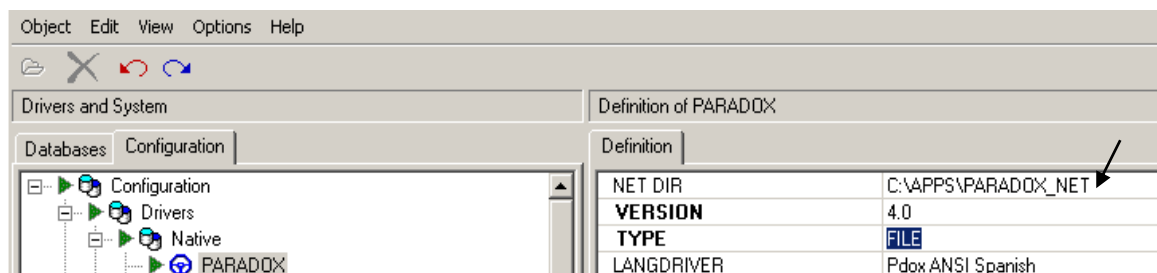 Object Edit View Options Help
Drivers and System
Definition of PARADOX
Databases Configuration
Definition
Configuration
Drivers
Native
PARADOX
NET DIR C:\APPS\PARADOX_NET
VERSION 4.0
TYPE FILE
LANGDRIVER Pdox ANSI Spanish